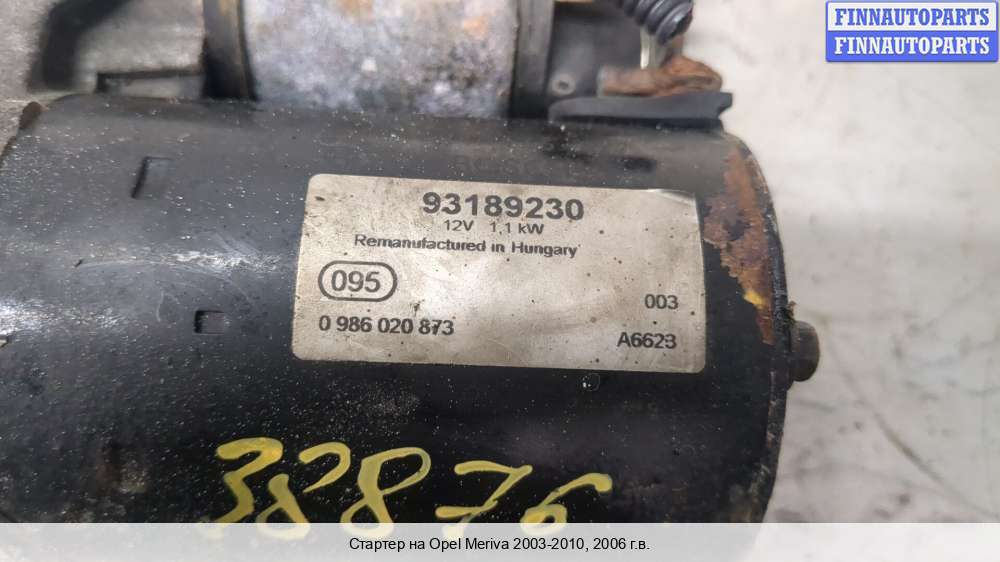 FINNAUTOPARTS
FINNAUTOPARTS
93189230
12V 1,1 kW
Remanufactured in Hungary
095
003
0 986 020 873
A6623
38876
Стартер на Opel Meriva 2003-2010, 2006 г.в.